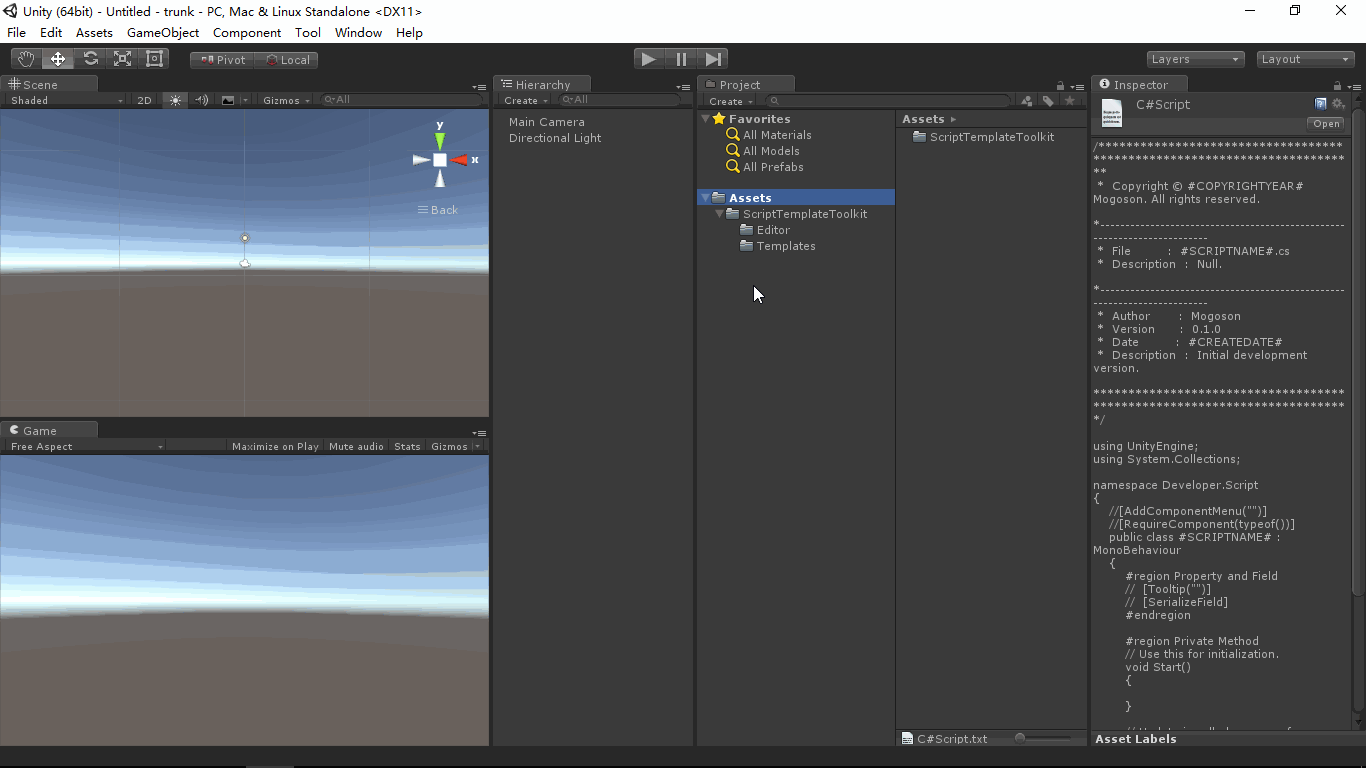 Unity (64bit) - Untitled - trunk - PC, Mac & Linux Standalone <DX11>
File Edit Assets GameObject Component Tool Window Help
Pivot Local Layers Layout
Scene
Shaded 2D Gizmos All
y
x
Back
Game
Free Aspect Maximize on Play Mute audio Stats Gizmos
Hierarchy
Create All
Main Camera
Directional Light
Project
Create
Favorites
All Materials
All Models
All Prefabs
Assets
ScriptTemplateToolkit
Editor
Templates
Assets
ScriptTemplateToolkit
C#Script.txt
Inspector
C#Script
Open
/***********************************
************************************
**
* Copyright © #COPYRIGHTYEAR#
Mogoson. All rights reserved.
*------------------------------------------------
-----------------------
* File : #SCRIPTNAME#.cs
* Description : Null.
*------------------------------------------------
-----------------------
* Author : Mogoson
* Version : 0.1.0
* Date : #CREATEDATE#
* Description : Initial development
version.
************************************
************************************
*/
using UnityEngine;
using System.Collections;
namespace Developer.Script
{
//[AddComponentMenu("")]
//[RequireComponent(typeof())]
public class #SCRIPTNAME# :
MonoBehaviour
{
#region Property and Field
// [Tooltip("")]
// [SerializeField]
#endregion
#region Private Method
// Use this for initialization.
void Start()
{
}
Asset Labels